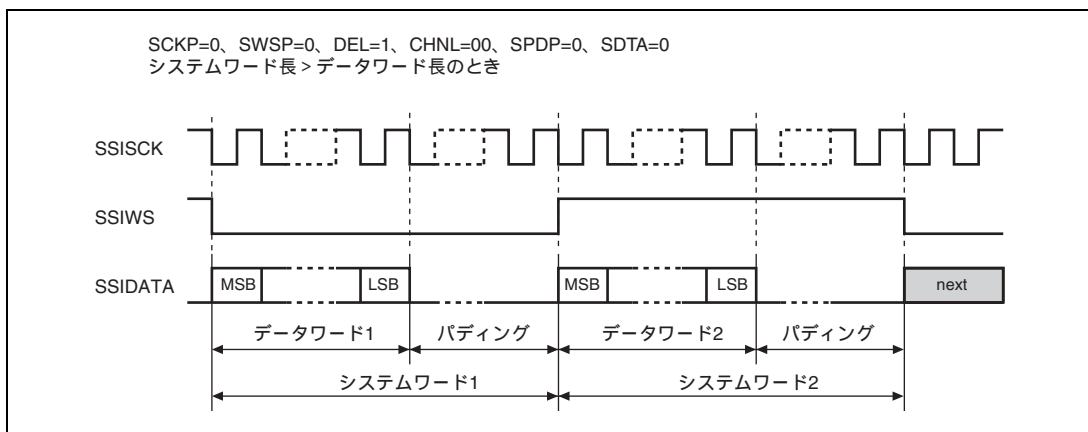 SCKP=0、SWSP=0、DEL=1、CHNL=00、SPDP=0、SDTA=0
システムワード長 > データワード長のとき
SSISCK
SSIWS
SSIDATA
MSB
LSB
MSB
LSB
next
データワード1
パディング
データワード2
パディング
システムワード1
システムワード2